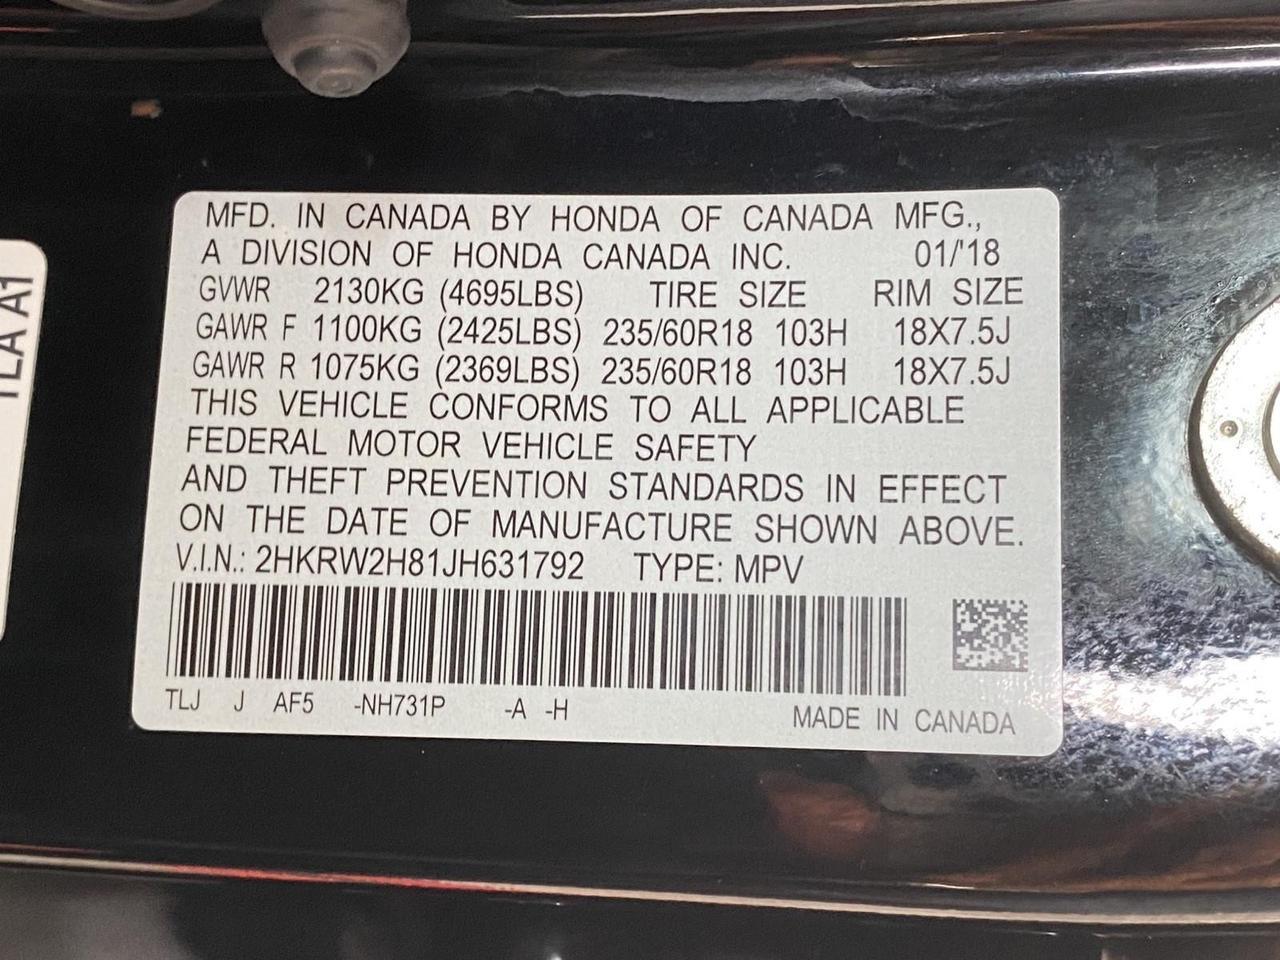 MFD. IN CANADA BY HONDA OF CANADA MFG.,
A DIVISION OF HONDA CANADA INC. 01/'18
GVWR 2130KG (4695LBS) TIRE SIZE RIM SIZE
GAWR F 1100KG (2425LBS) 235/60R18 103H 18X7.5J
GAWR R 1075KG (2369LBS) 235/60R18 103H 18X7.5J
THIS VEHICLE CONFORMS TO ALL APPLICABLE
FEDERAL MOTOR VEHICLE SAFETY
AND THEFT PREVENTION STANDARDS IN EFFECT
ON THE DATE OF MANUFACTURE SHOWN ABOVE.
V.I.N.: 2HKRW2H81JH631792 TYPE: MPV
TLJ J AF5 -NH731P -A -H
MADE IN CANADA
TLA A1